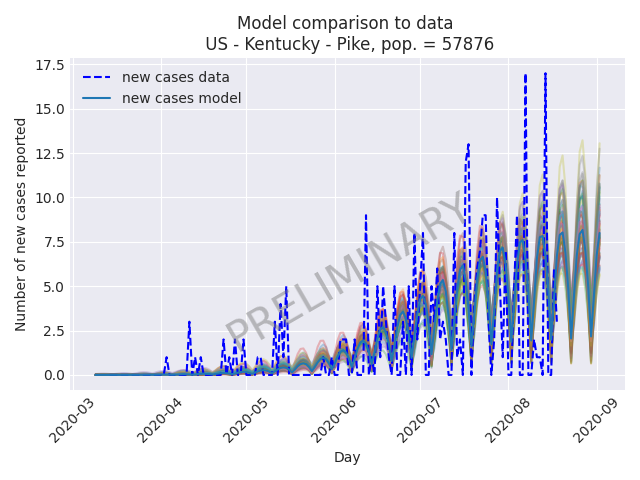 Model comparison to data
US - Kentucky - Pike, pop. = 57876
17.5
15.0
12.5
10.0
7.5
5.0
2.5
0.0
new cases data
new cases model
PRELIMINARY
Number of new cases reported
2020-03
2020-04
2020-05
2020-06
2020-07
2020-08
2020-09
Day